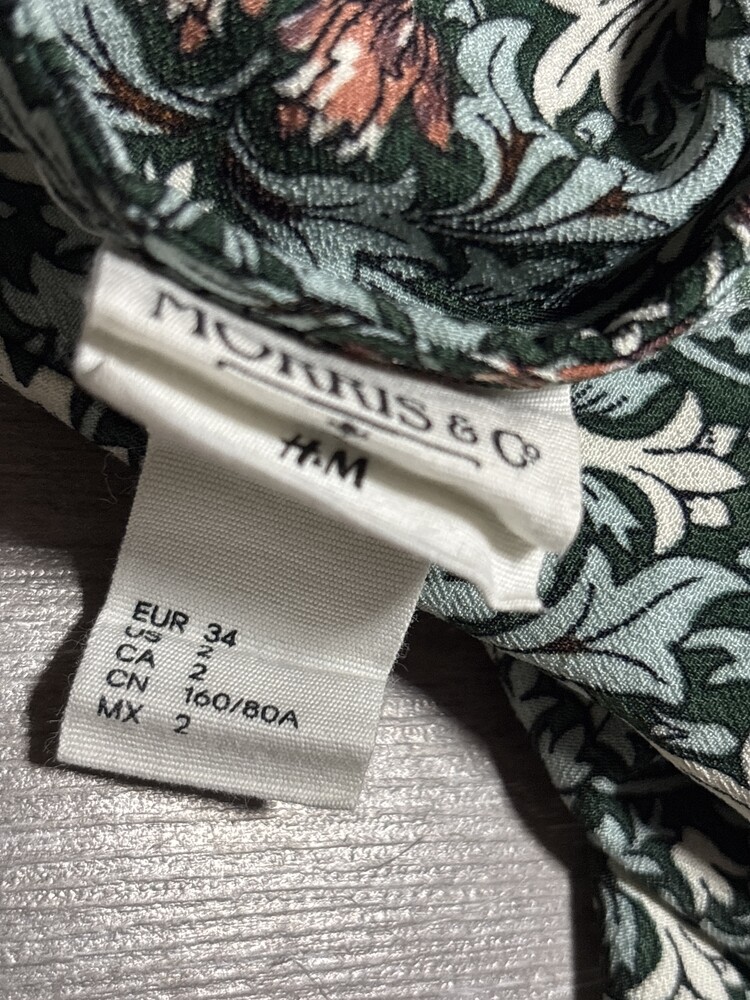 MORRIS & Cº
H&M
EUR 34
US 2
CA 2
CN 160/80A
MX 2